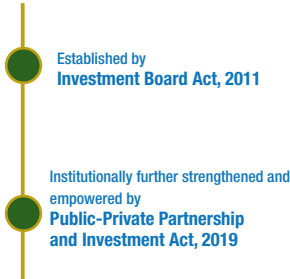 Established by
Investment Board Act, 2011
Institutionally further strengthened and
empowered by
Public-Private Partnership
and Investment Act, 2019